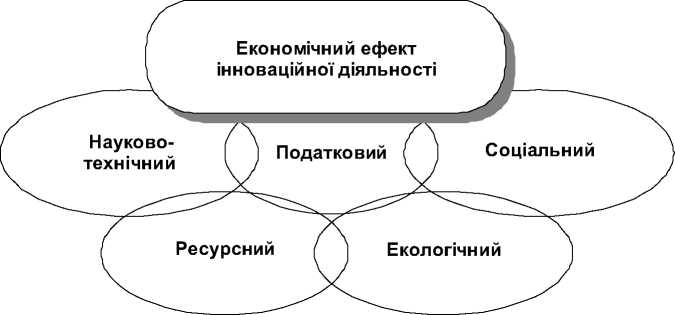 Економічний ефект
інноваційної діяльності
Науково-
технічний
Податковий
Соціальний
Ресурсний
Екологічний